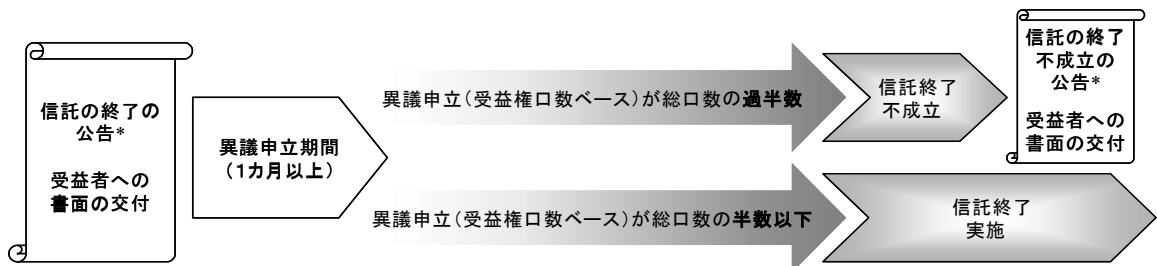 信託の終了の
公告*
受益者への
書面の交付
異議申立期間
（1カ月以上）
異議申立（受益権口数ベース）が総口数の過半数
信託終了
不成立
信託の終了
不成立の
公告*
受益者への
書面の交付
異議申立（受益権口数ベース）が総口数の半数以下
信託終了
実施